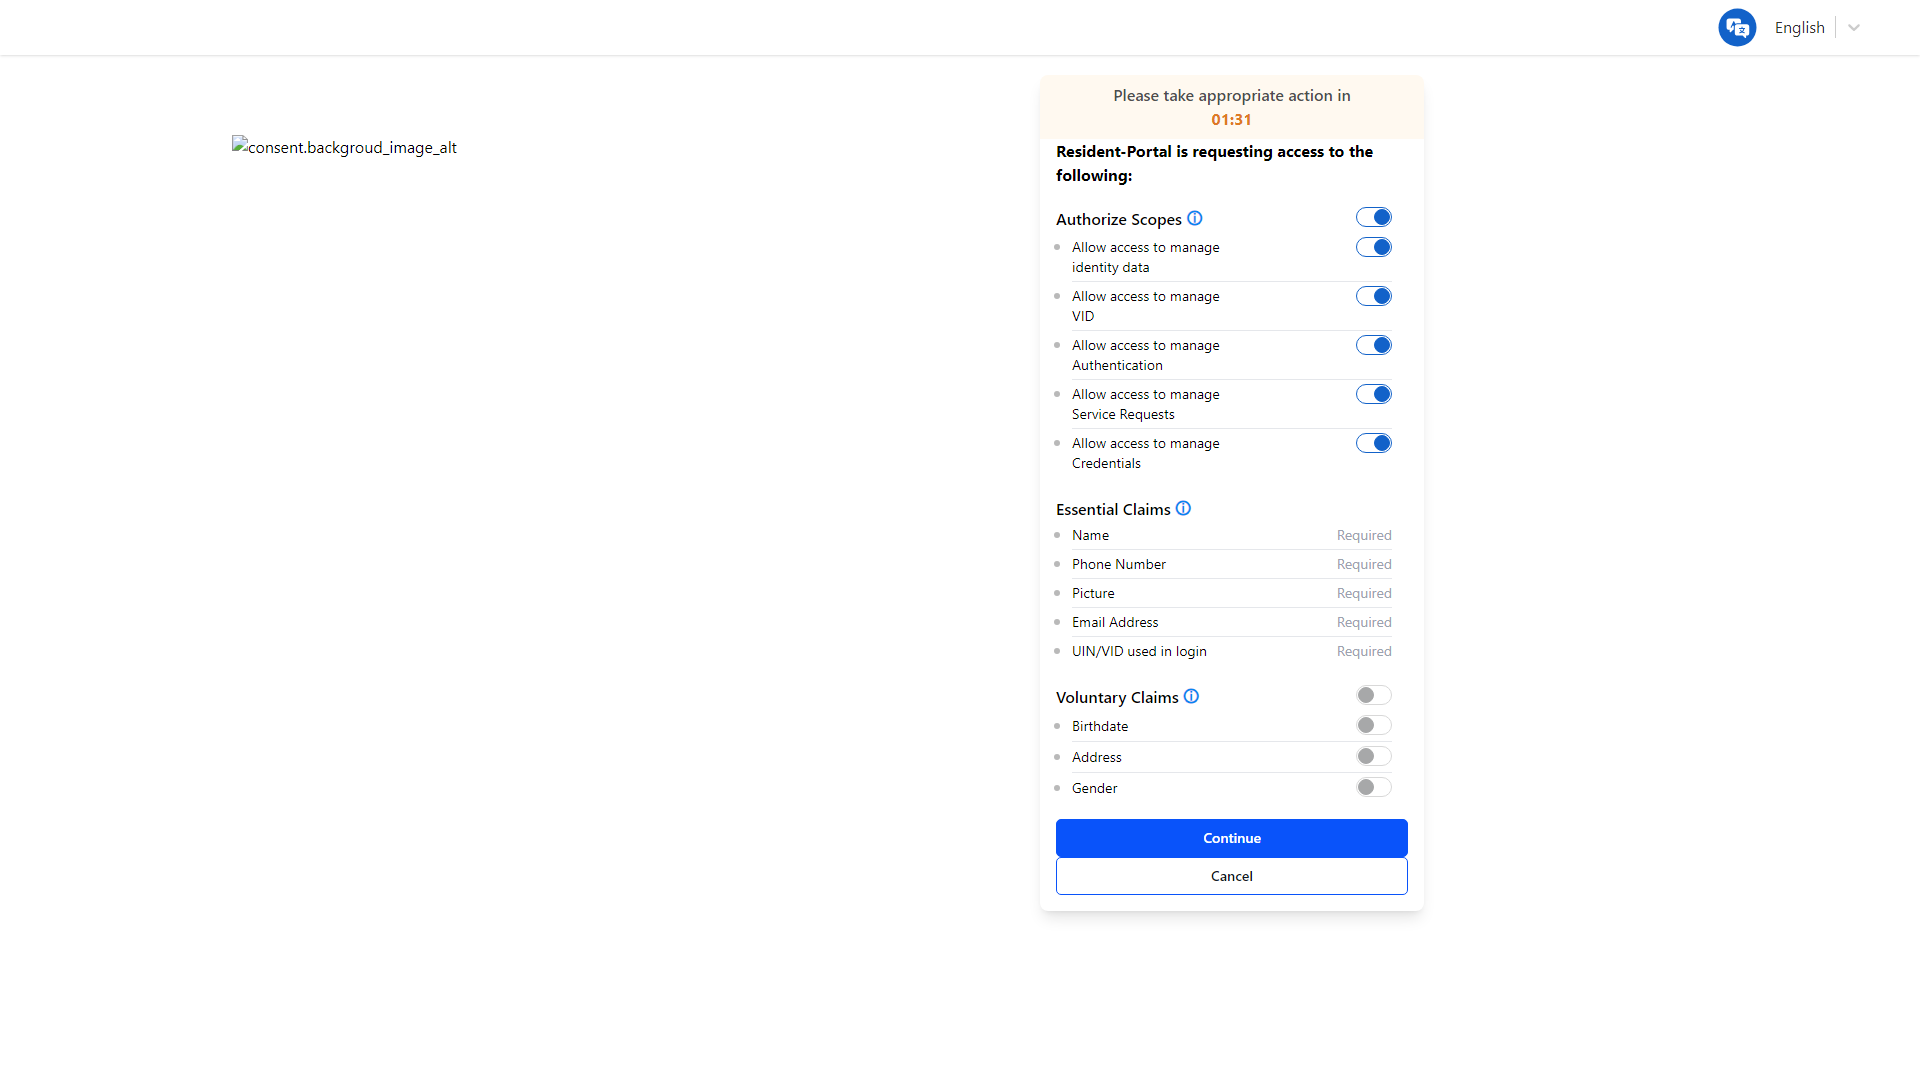 English
Please take appropriate action in
01:31
consent.backgroud_image_alt
Resident-Portal is requesting access to the
following:
Authorize Scopes
Allow access to manage
identity data
Allow access to manage
VID
Allow access to manage
Authentication
Allow access to manage
Service Requests
Allow access to manage
Credentials
Essential Claims
Name Required
Phone Number Required
Picture Required
Email Address Required
UIN/VID used in login Required
Voluntary Claims
Birthdate
Address
Gender
Continue
Cancel